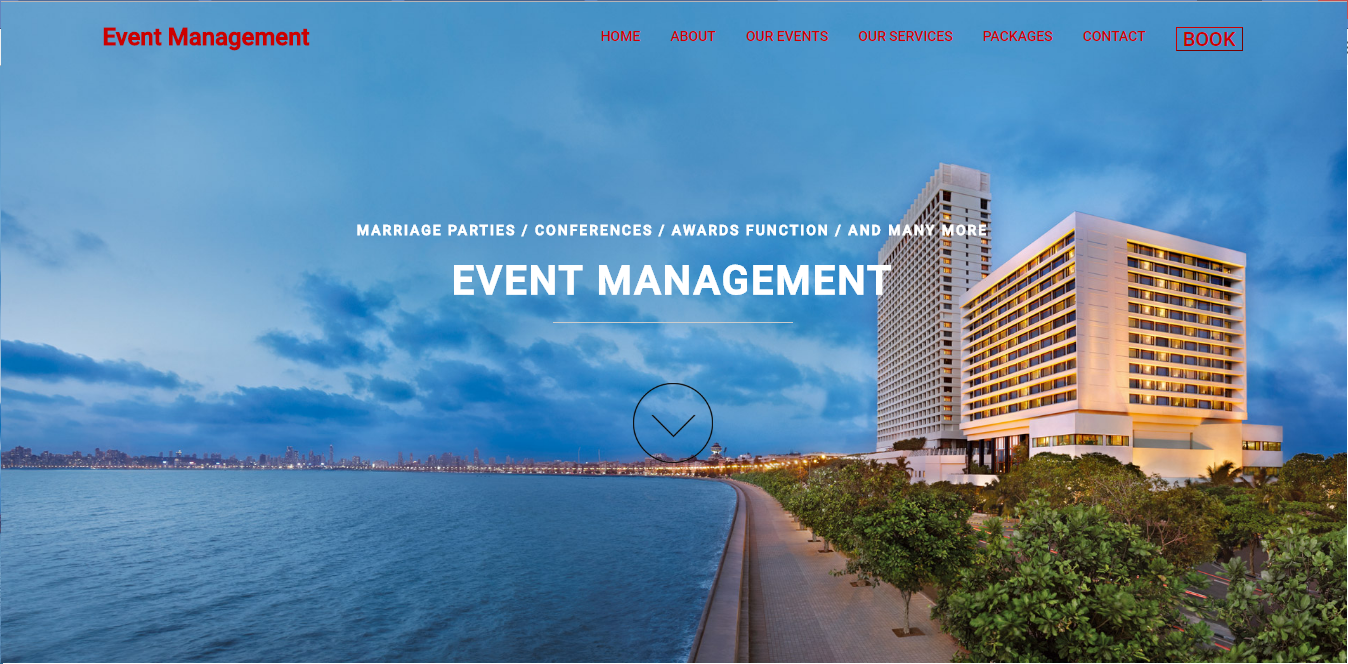 Event Management
HOME ABOUT OUR EVENTS OUR SERVICES PACKAGES CONTACT BOOK
MARRIAGE PARTIES / CONFERENCES / AWARDS FUNCTION / AND MANY MORE
EVENT MANAGEMENT